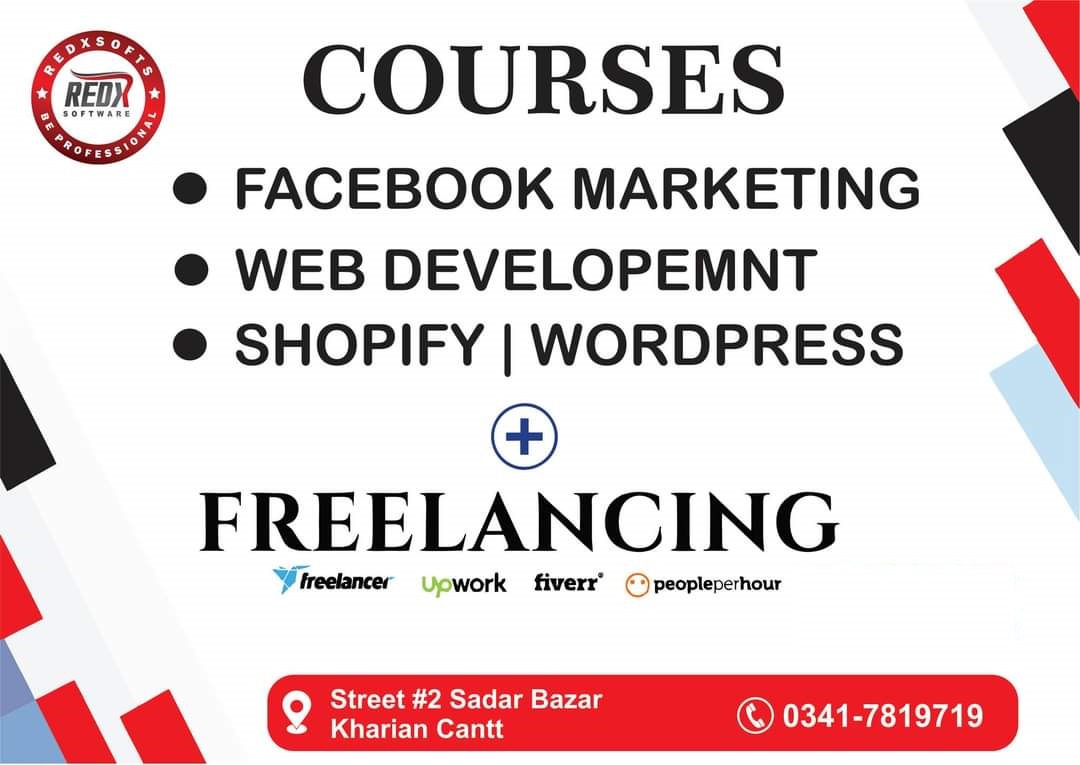 REDXSOFTS
REDX
SOFTWARE
BE PROFESSIONAL
COURSES
● FACEBOOK MARKETING
● WEB DEVELOPEMNT
● SHOPIFY | WORDPRESS
+
FREELANCING
freelancer upwork fiverr® peopleperhour
Street #2 Sadar Bazar
Kharian Cantt
0341-7819719